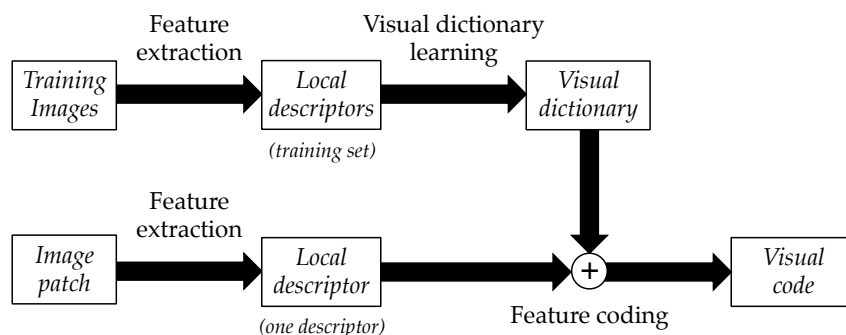 Feature
extraction
Visual dictionary
learning
Training
Images
Local
descriptors
(training set)
Visual
dictionary
Feature
extraction
Image
patch
Local
descriptor
(one descriptor)
+
Feature coding
Visual
code